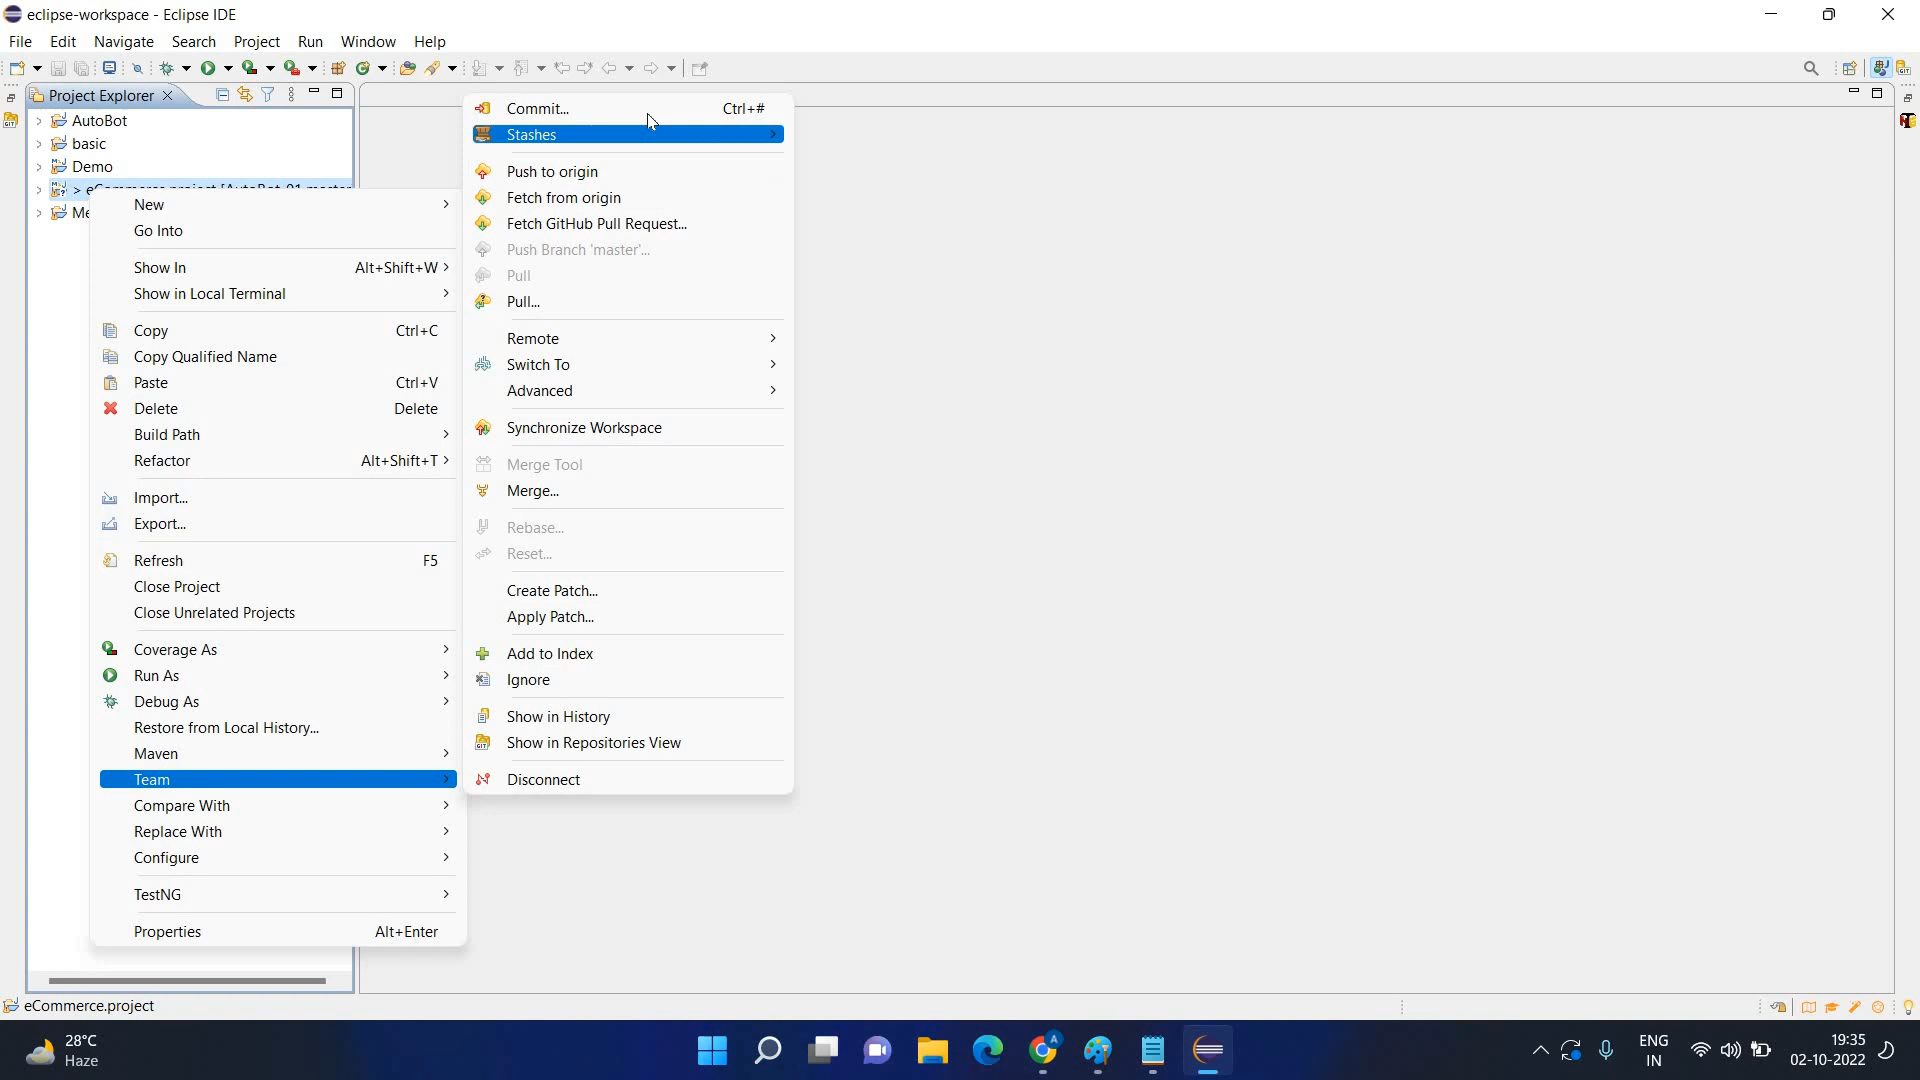 eclipse-workspace - Eclipse IDE
File Edit Navigate Search Project Run Window Help
Project Explorer
AutoBot
basic
Demo
> eCommerce.project [AutoBot-01 master
Me
New
Go Into
Show In Alt+Shift+W
Show in Local Terminal
Copy Ctrl+C
Copy Qualified Name
Paste Ctrl+V
Delete Delete
Build Path
Refactor Alt+Shift+T
Import...
Export...
Refresh F5
Close Project
Close Unrelated Projects
Coverage As
Run As
Debug As
Restore from Local History...
Maven
Team
Compare With
Replace With
Configure
TestNG
Properties Alt+Enter
Commit... Ctrl+#
Stashes
Push to origin
Fetch from origin
Fetch GitHub Pull Request...
Push Branch 'master'...
Pull
Pull...
Remote
Switch To
Advanced
Synchronize Workspace
Merge Tool
Merge...
Rebase...
Reset...
Create Patch...
Apply Patch...
Add to Index
Ignore
Show in History
Show in Repositories View
Disconnect
eCommerce.project
28°C
Haze
ENG
IN
19:35
02-10-2022